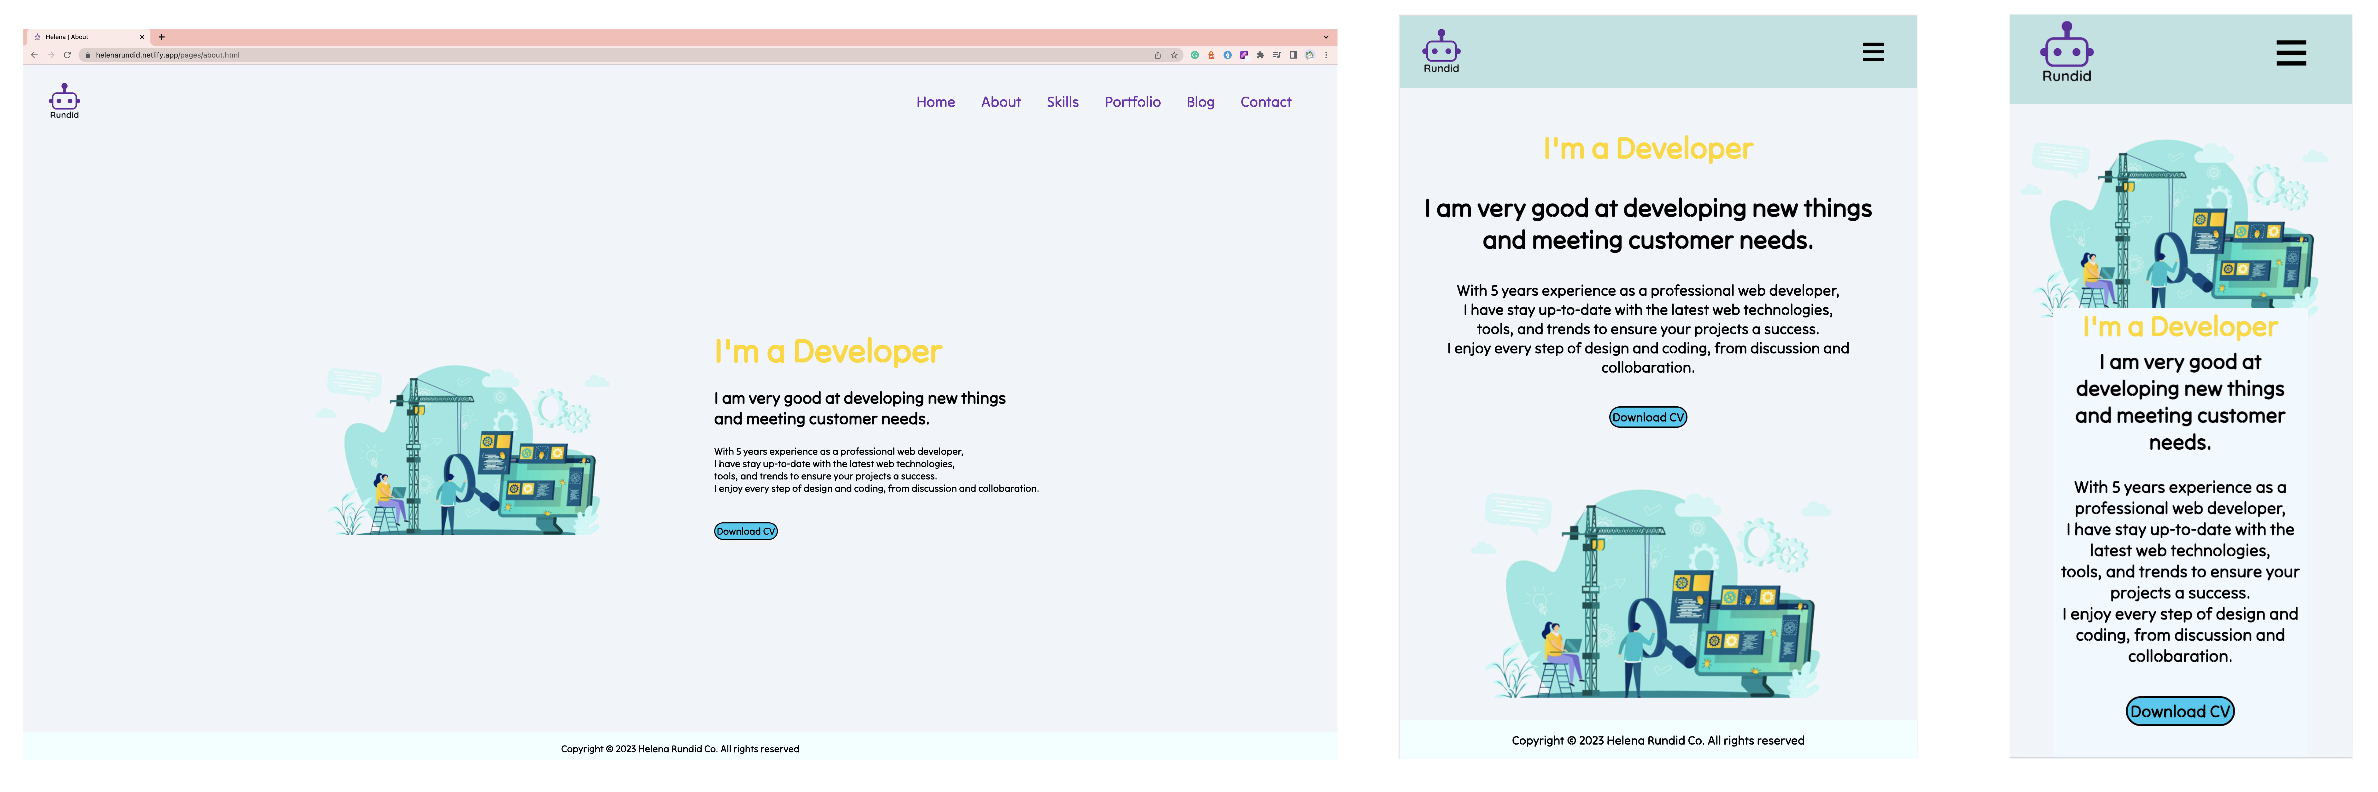 Helena | About
helenarundid.netlify.app/pages/about.html
Rundid
Home About Skills Portfolio Blog Contact
I'm a Developer
I am very good at developing new things
and meeting customer needs.
With 5 years experience as a professional web developer,
I have stay up-to-date with the latest web technologies,
tools, and trends to ensure your projects a success.
I enjoy every step of design and coding, from discussion and collobaration.
Download CV
Copyright © 2023 Helena Rundid Co. All rights reserved
Rundid
I'm a Developer
I am very good at developing new things
and meeting customer needs.
With 5 years experience as a professional web developer,
I have stay up-to-date with the latest web technologies,
tools, and trends to ensure your projects a success.
I enjoy every step of design and coding, from discussion and
collobaration.
Download CV
Copyright © 2023 Helena Rundid Co. All rights reserved
Rundid
I'm a Developer
I am very good at
developing new things
and meeting customer
needs.
With 5 years experience as a
professional web developer,
I have stay up-to-date with the
latest web technologies,
tools, and trends to ensure your
projects a success.
I enjoy every step of design and
coding, from discussion and
collobaration.
Download CV